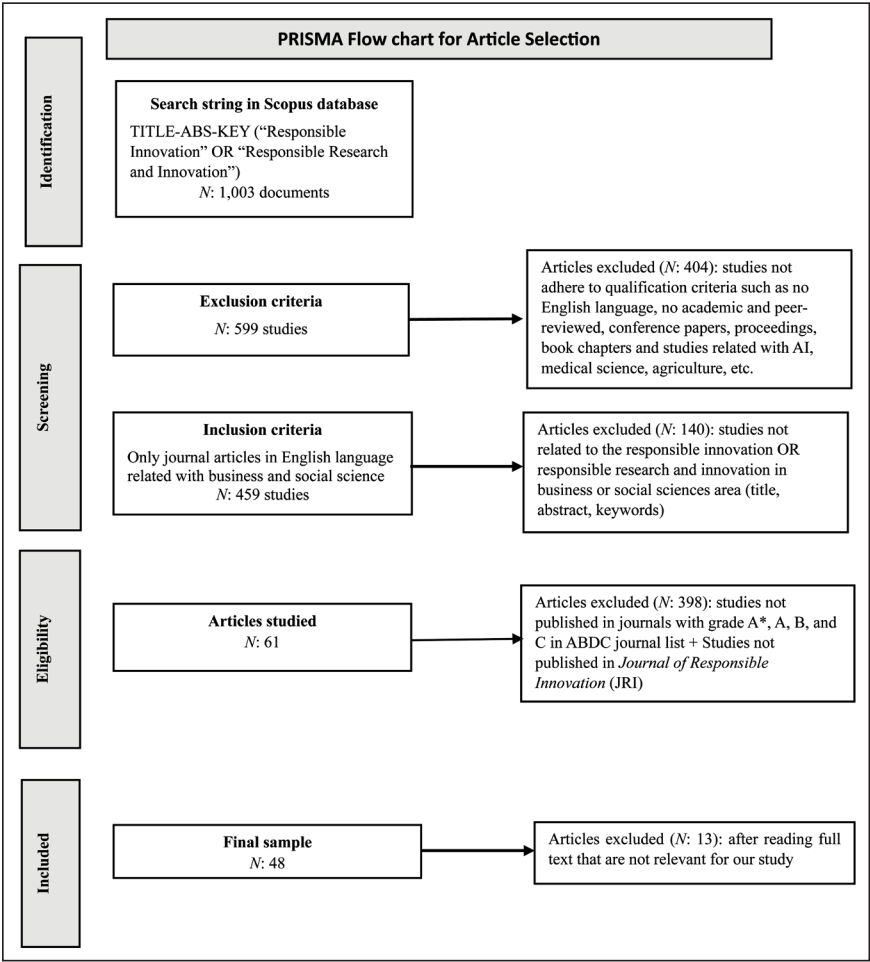 PRISMA Flow chart for Article Selection
Identification
Search string in Scopus database
TITLE-ABS-KEY (“Responsible
Innovation” OR “Responsible Research
and Innovation”)
N: 1,003 documents
Screening
Exclusion criteria
N: 599 studies
Articles excluded (N: 404): studies not
adhere to qualification criteria such as no
English language, no academic and peer-
reviewed, conference papers, proceedings,
book chapters and studies related with AI,
medical science, agriculture, etc.
Inclusion criteria
Only journal articles in English language
related with business and social science
N: 459 studies
Articles excluded (N: 140): studies not
related to the responsible innovation OR
responsible research and innovation in
business or social sciences area (title,
abstract, keywords)
Eligibility
Articles studied
N: 61
Articles excluded (N: 398): studies not
published in journals with grade A*, A, B, and
C in ABDC journal list + Studies not
published in Journal of Responsible
Innovation (JRI)
Included
Final sample
N: 48
Articles excluded (N: 13): after reading full
text that are not relevant for our study